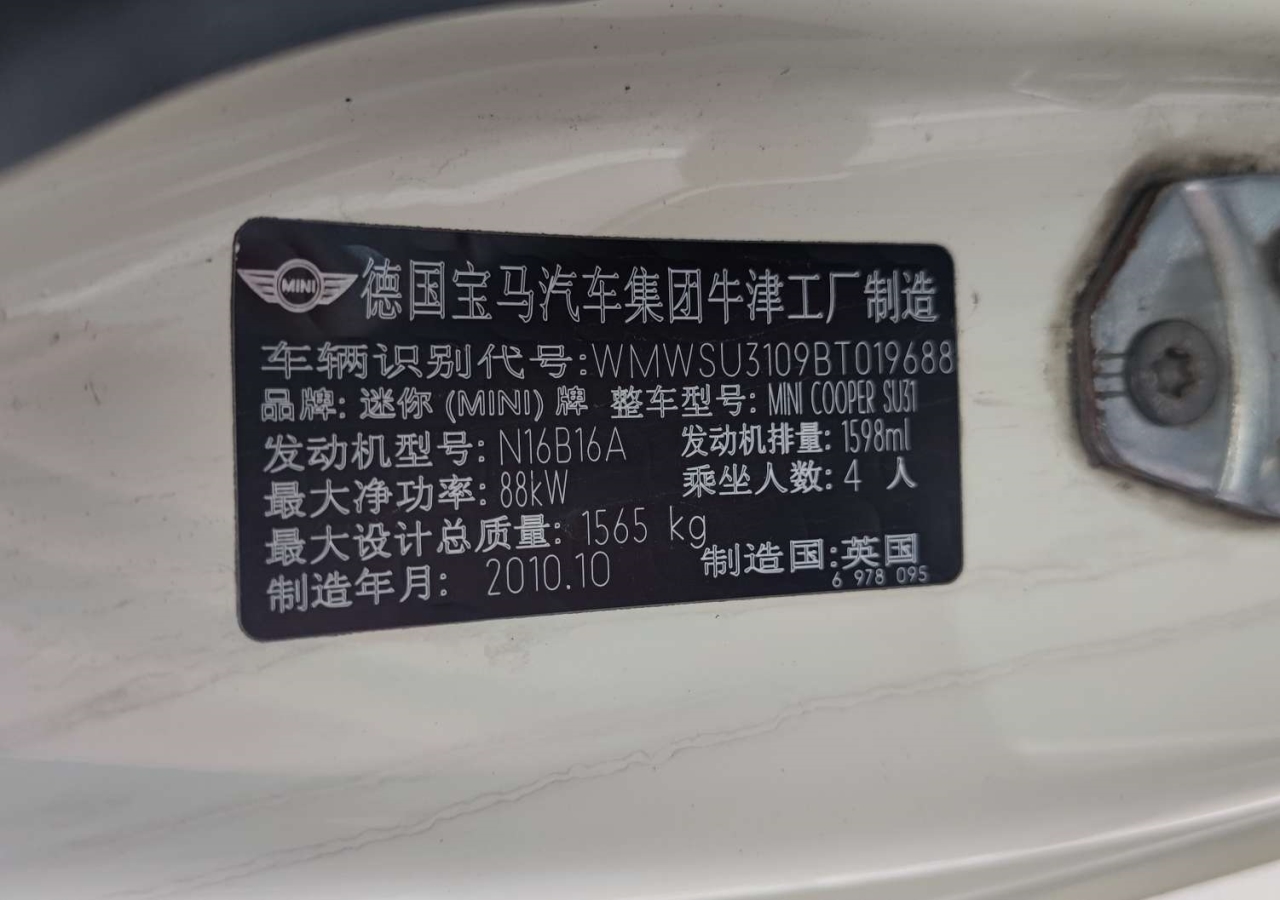 MINI 德国宝马汽车集团牛津工厂制造
车辆识别代号:WMWSU3109BT019688
品牌: 迷你 (MINI) 牌 整车型号: MINI COOPER SU31
发动机型号: N16B16A 发动机排量: 1598ml
最大净功率: 88kW 乘坐人数: 4 人
最大设计总质量: 1565 kg
制造年月: 2010.10 制造国:英国
6 978 095